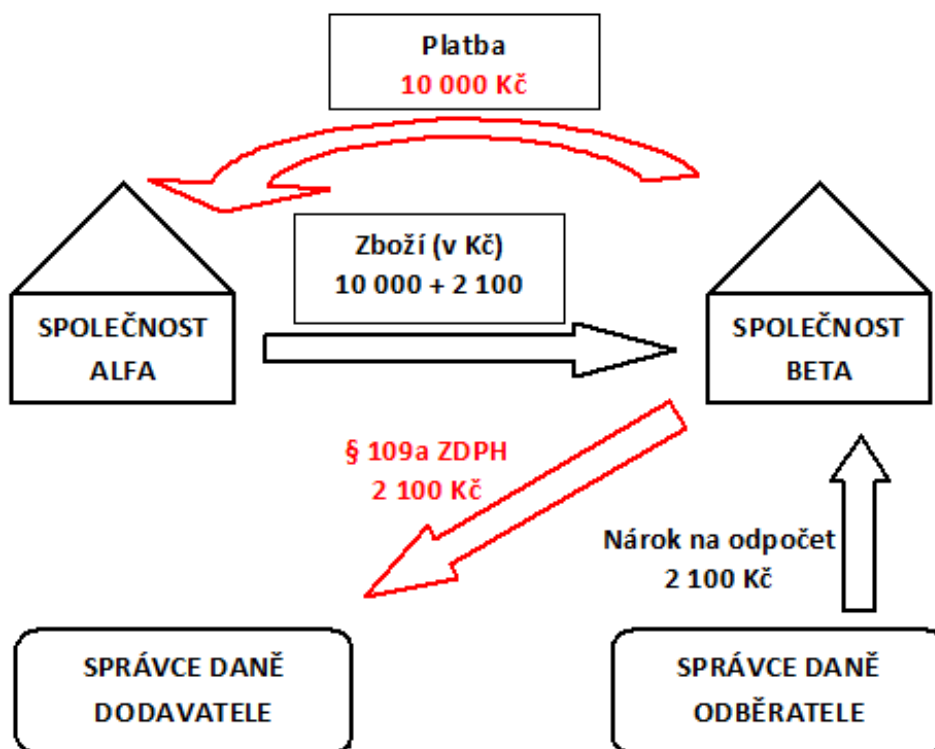 Platba
10 000 Kč
Zboží (v Kč)
10 000 + 2 100
SPOLEČNOST
ALFA
SPOLEČNOST
BETA
§ 109a ZDPH
2 100 Kč
Nárok na odpočet
2 100 Kč
SPRÁVCE DANĚ
DODAVATELE
SPRÁVCE DANĚ
ODBĚRATELE